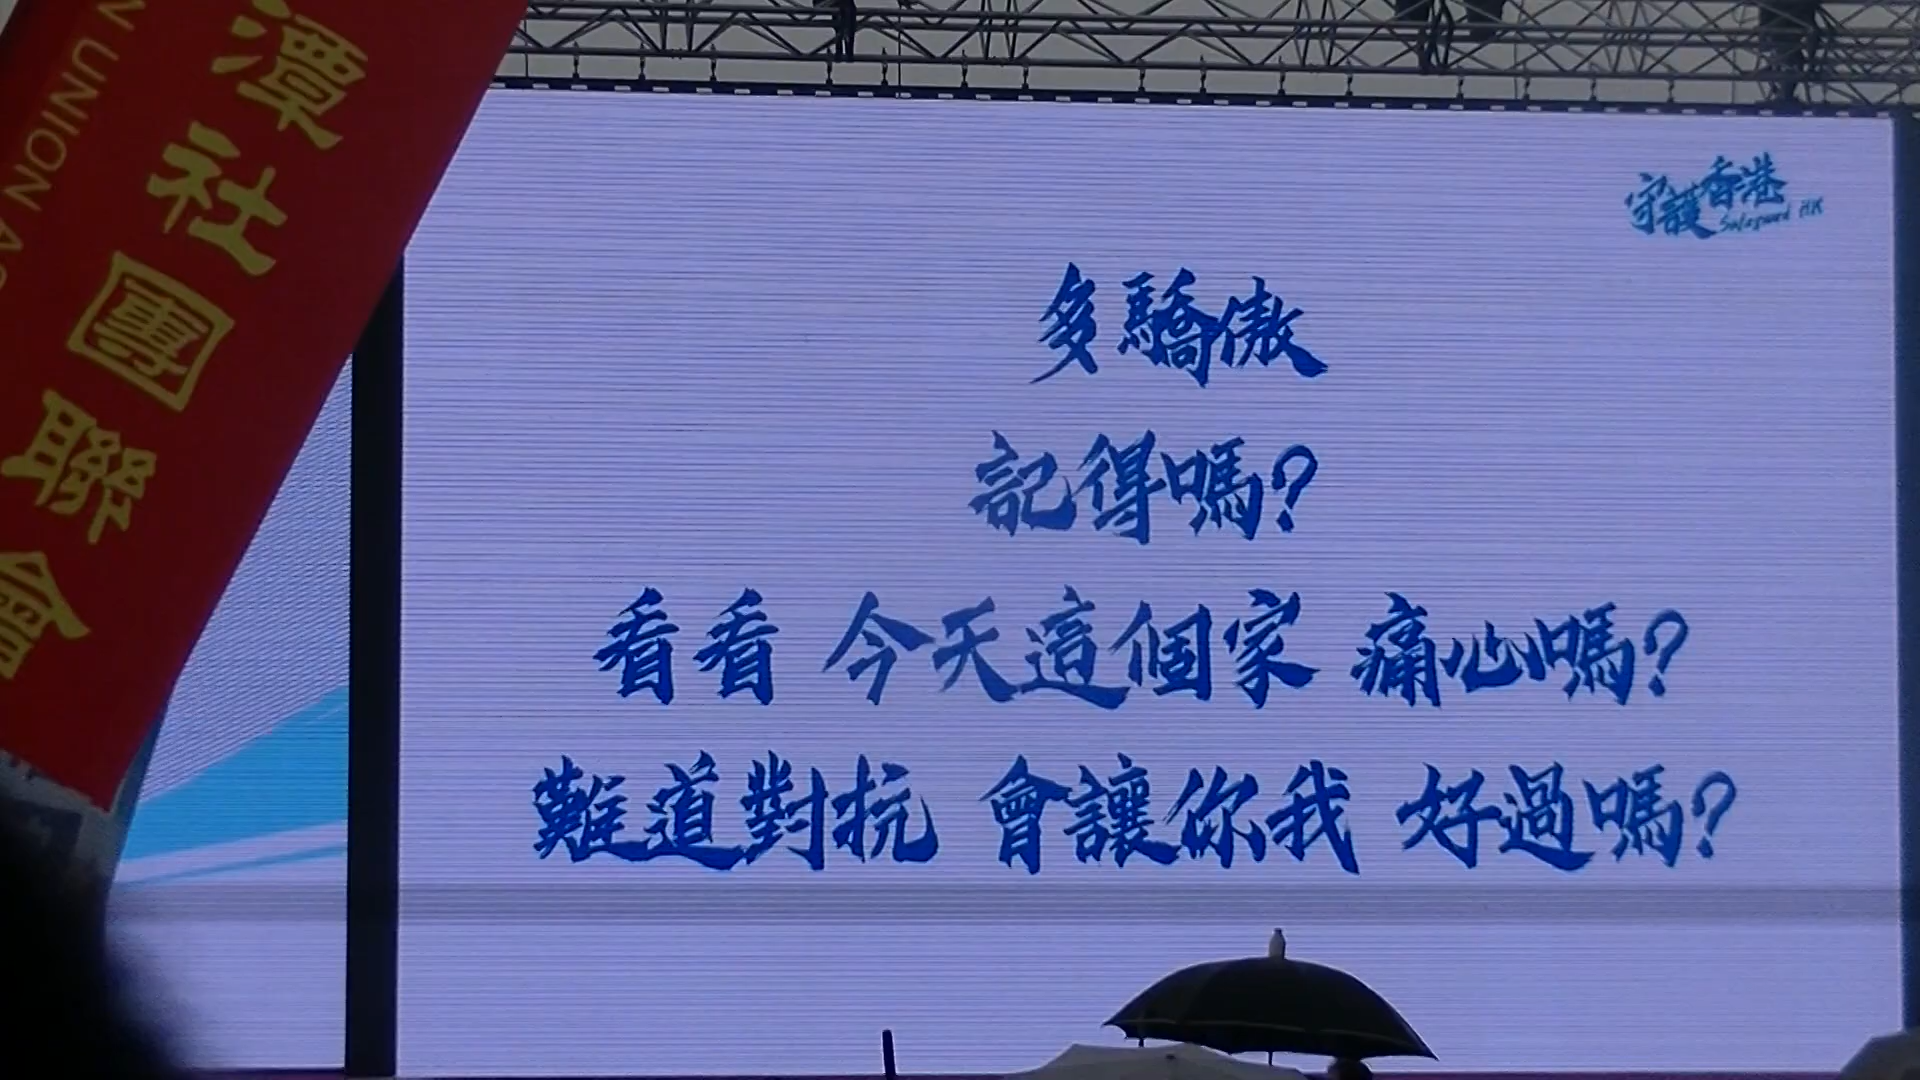 潭社團聯會
N UNION AS
守護香港
Safeguard HK
多驕傲
記得嗎?
看看 今天這個家 痛心嗎?
難道對抗 會讓你我 好過嗎?